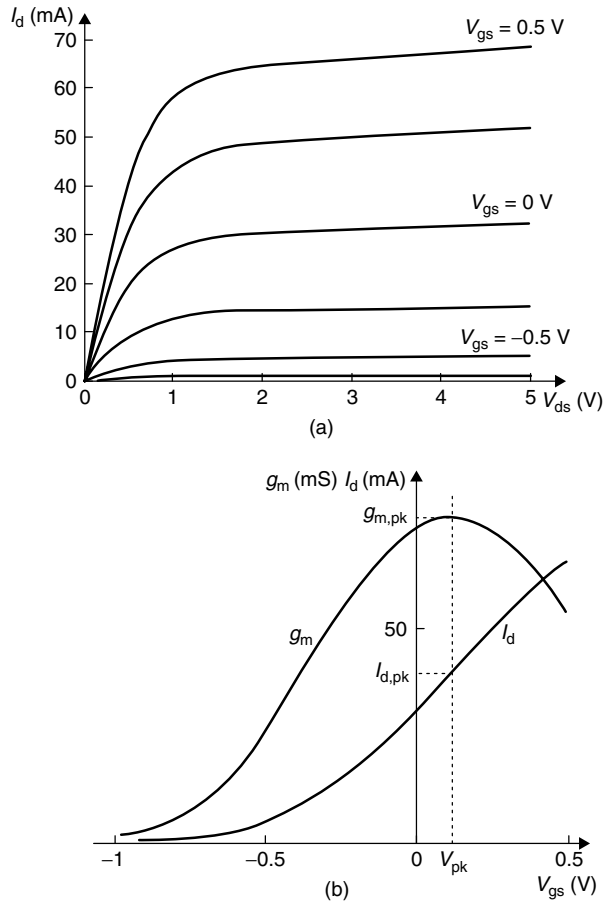 I_d (mA)
70
60
50
40
30
20
10
0
V_gs = 0.5 V
V_gs = 0 V
V_gs = −0.5 V
0 1 2 3 4 5 V_ds (V)
(a)
g_m (mS) I_d (mA)
g_m,pk
g_m
50
I_d
I_d,pk
−1 −0.5 0 V_pk 0.5
V_gs (V)
(b)